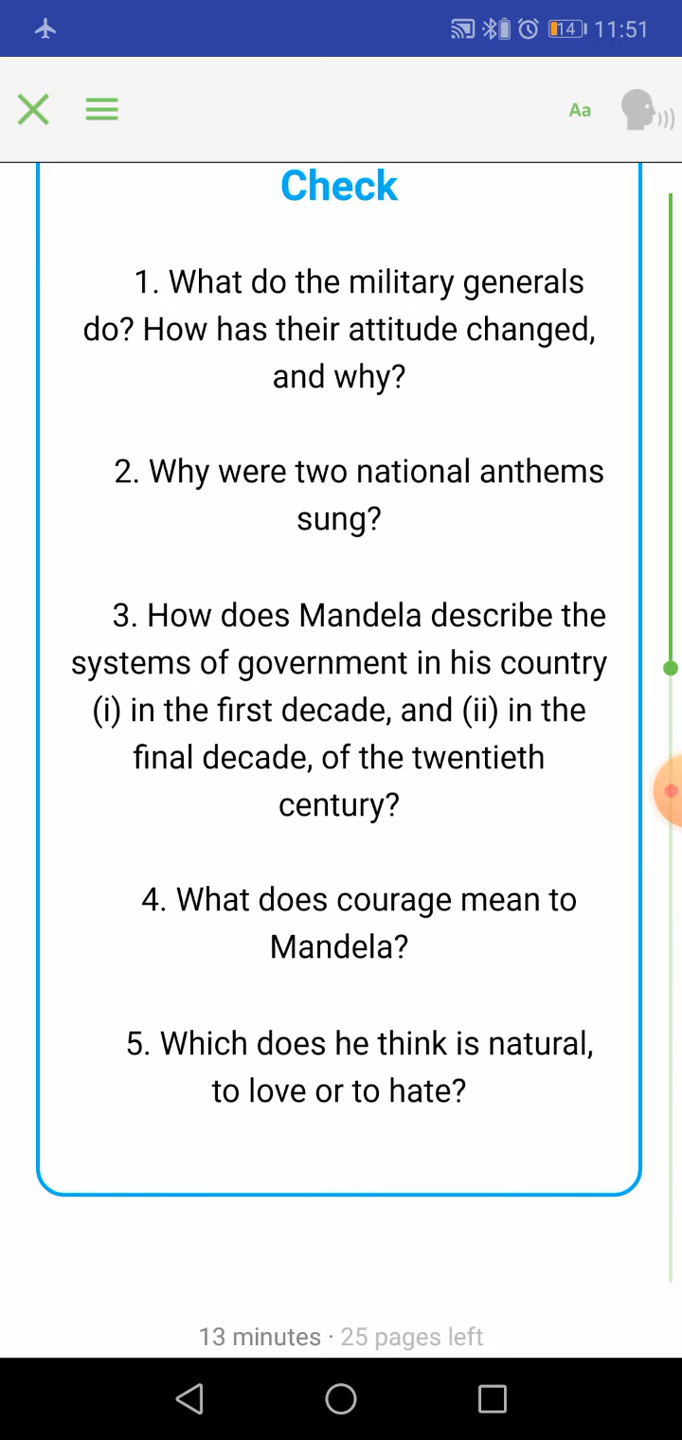 14 11:51
Aa
Check
1. What do the military generals
do? How has their attitude changed,
and why?
2. Why were two national anthems
sung?
3. How does Mandela describe the
systems of government in his country
(i) in the first decade, and (ii) in the
final decade, of the twentieth
century?
4. What does courage mean to
Mandela?
5. Which does he think is natural,
to love or to hate?
13 minutes · 25 pages left